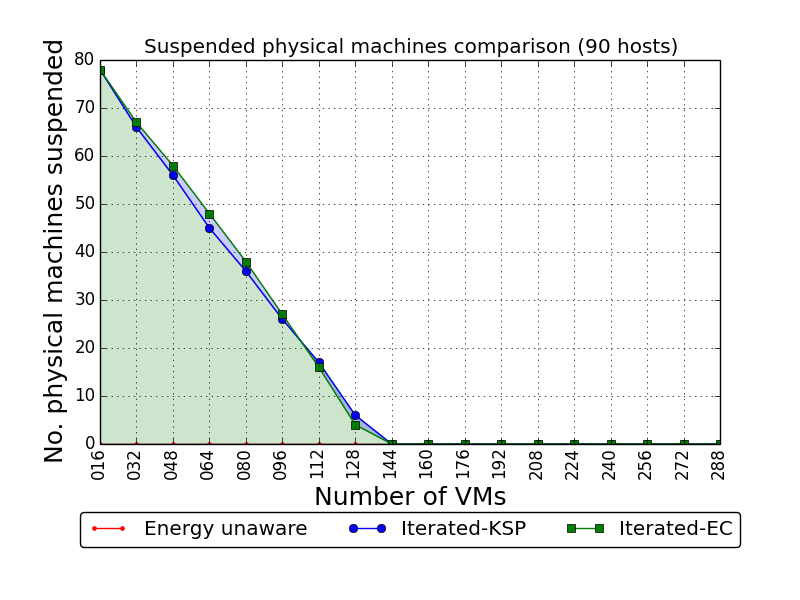 Suspended physical machines comparison (90 hosts)
No. physical machines suspended
80
70
60
50
40
30
20
10
0
016 032 048 064 080 096 112 128 144 160 176 192 208 224 240 256 272 288
Number of VMs
Energy unaware Iterated-KSP Iterated-EC